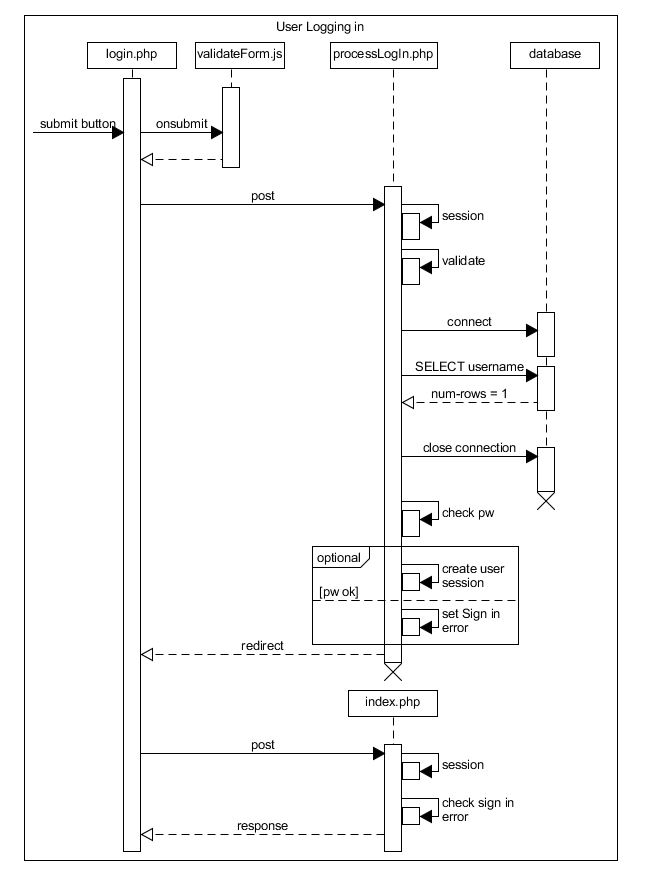 User Logging in
login.php
validateForm.js
processLogIn.php
database
submit button
onsubmit
post
session
validate
connect
SELECT username
num-rows = 1
close connection
check pw
optional
create user
session
[pw ok]
set Sign in
error
redirect
index.php
post
session
check sign in
error
response